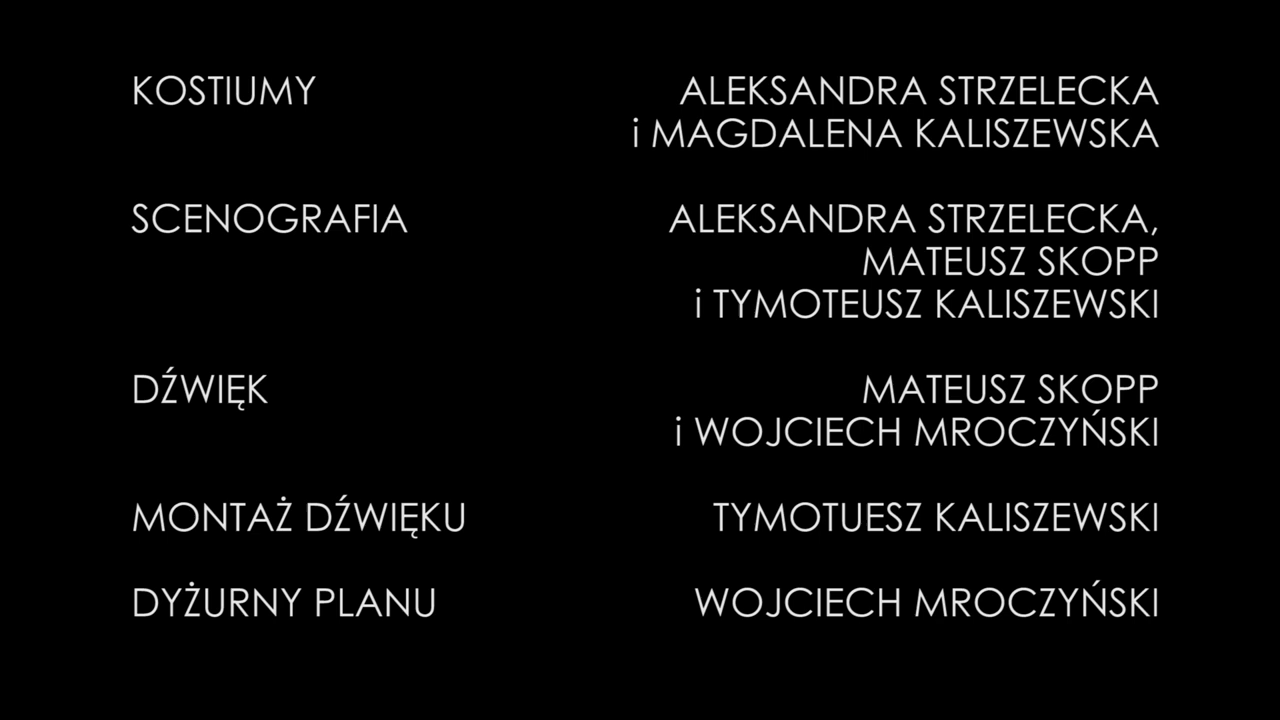 KOSTIUMY ALEKSANDRA STRZELECKA
i MAGDALENA KALISZEWSKA
SCENOGRAFIA ALEKSANDRA STRZELECKA,
MATEUSZ SKOPP
i TYMOTEUSZ KALISZEWSKI
DŹWIĘK MATEUSZ SKOPP
i WOJCIECH MROCZYŃSKI
MONTAŻ DŹWIĘKU TYMOTUESZ KALISZEWSKI
DYŻURNY PLANU WOJCIECH MROCZYŃSKI